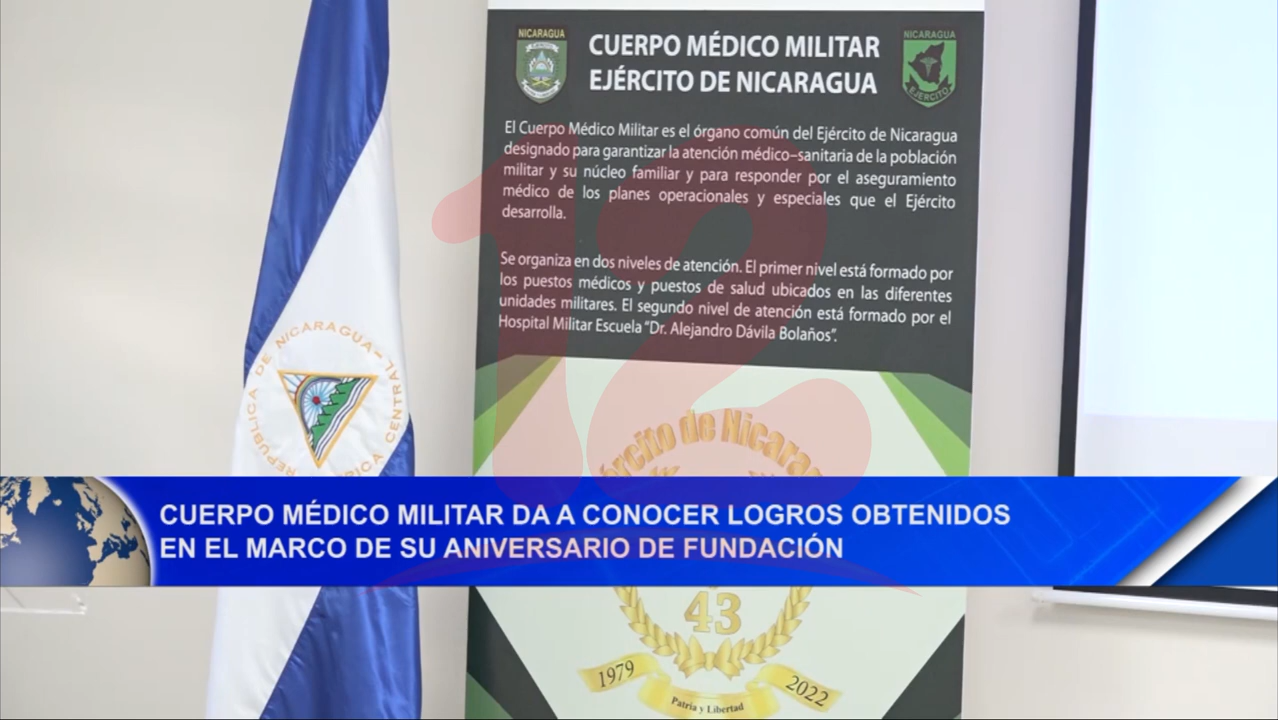 NICARAGUA
EJÉRCITO
CUERPO MÉDICO MILITAR
EJÉRCITO DE NICARAGUA
NICARAGUA
EJÉRCITO
El Cuerpo Médico Militar es el órgano común del Ejército de Nicaragua
designado para garantizar la atención médico–sanitaria de la población
militar y su núcleo familiar y para responder por el aseguramiento
médico de los planes operacionales y especiales que el Ejército
desarrolla.
Se organiza en dos niveles de atención. El primer nivel está formado por
los puestos médicos y puestos de salud ubicados en las diferentes
unidades militares. El segundo nivel de atención está formado por el
Hospital Militar Escuela “Dr. Alejandro Dávila Bolaños”.
12
REPÚBLICA DE NICARAGUA
RICA CENTRAL
ército de Nicara
CUERPO MÉDICO MILITAR DA A CONOCER LOGROS OBTENIDOS
EN EL MARCO DE SU ANIVERSARIO DE FUNDACIÓN
43
1979
2022
Patria y Libertad